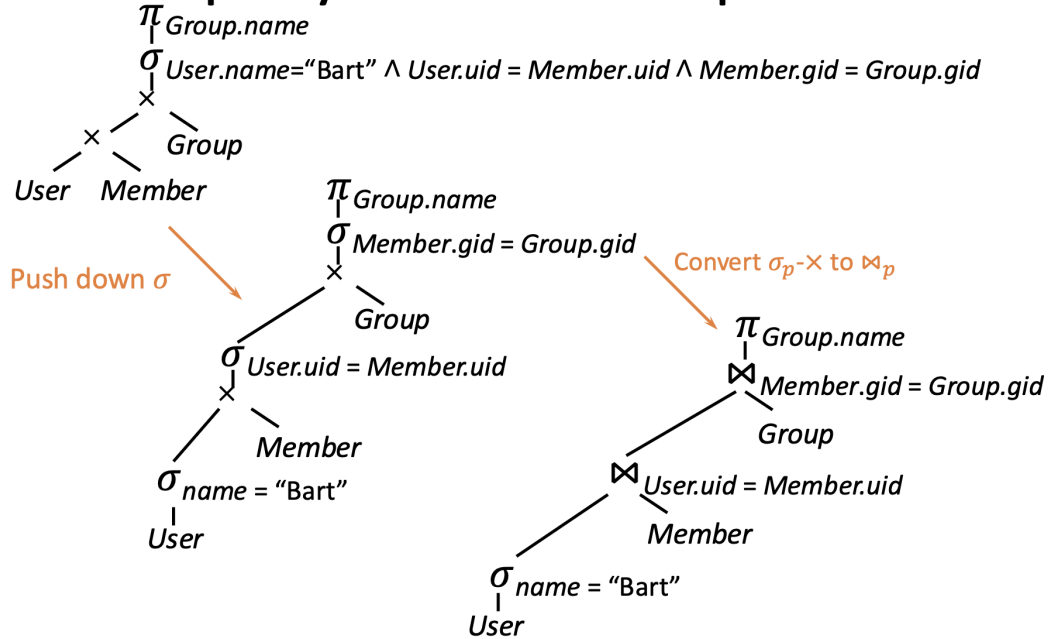 π Group.name
σ User.name=“Bart” ∧ User.uid = Member.uid ∧ Member.gid = Group.gid
×
× Group
User Member
Push down σ
π Group.name
σ Member.gid = Group.gid
×
Group
σ User.uid = Member.uid
×
Member
σ name = “Bart”
User
Convert σp-× to ⋈p
π Group.name
⋈ Member.gid = Group.gid
Group
⋈ User.uid = Member.uid
Member
σ name = “Bart”
User